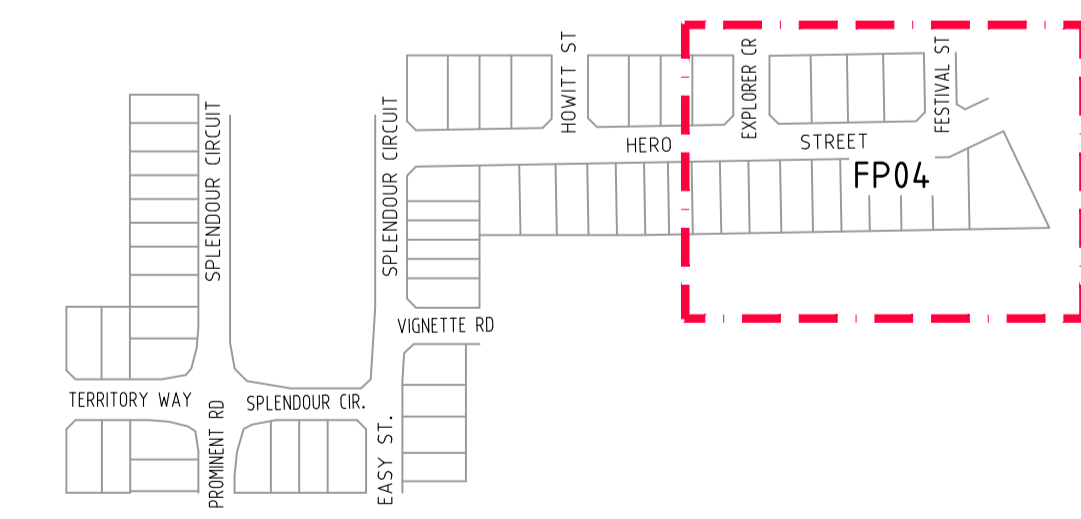 HOWITT ST
EXPLORER CR
FESTIVAL ST
SPLENDOUR CIRCUIT
SPLENDOUR CIRCUIT
HERO
STREET
FP04
VIGNETTE RD
TERRITORY WAY
SPLENDOUR CIR.
PROMINENT RD
EASY ST.